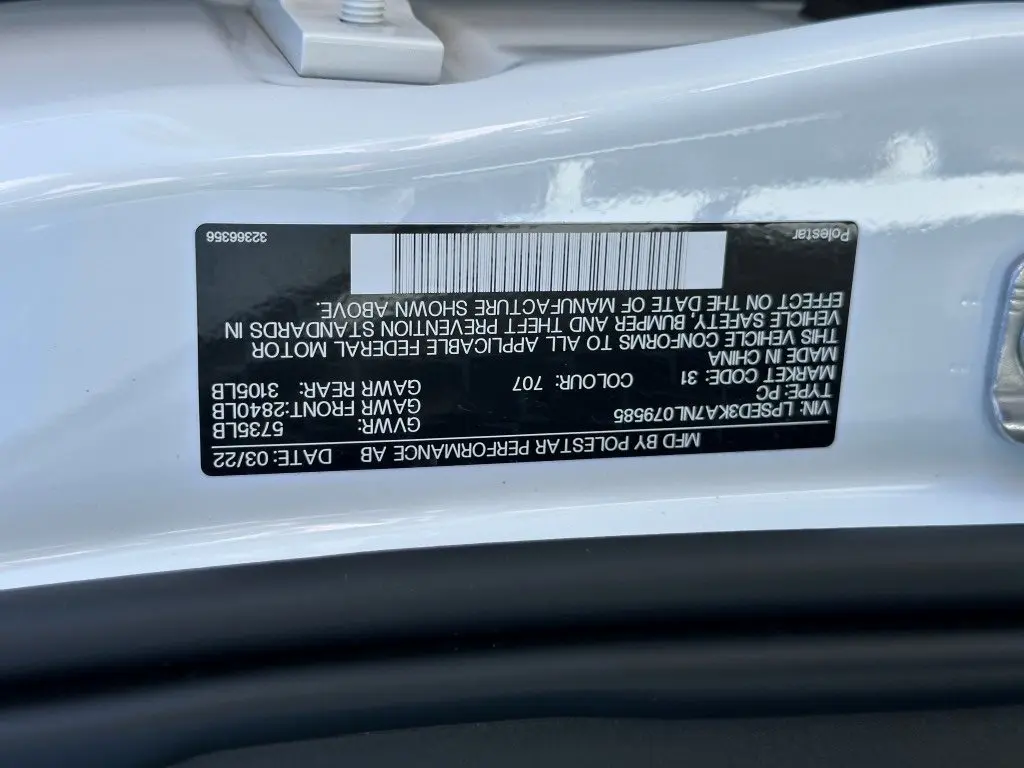 MFD BY POLESTAR PERFORMANCE AB DATE: 03/22
VIN: LPSED3KA7NL079585 GVWR: 5735LB
TYPE: PC GAWR FRONT: 2840LB
MARKET CODE: 31 COLOUR: 707 GAWR REAR: 3105LB
MADE IN CHINA
THIS VEHICLE CONFORMS TO ALL APPLICABLE FEDERAL MOTOR
VEHICLE SAFETY, BUMPER AND THEFT PREVENTION STANDARDS IN
EFFECT ON THE DATE OF MANUFACTURE SHOWN ABOVE.
Polestar 32366356